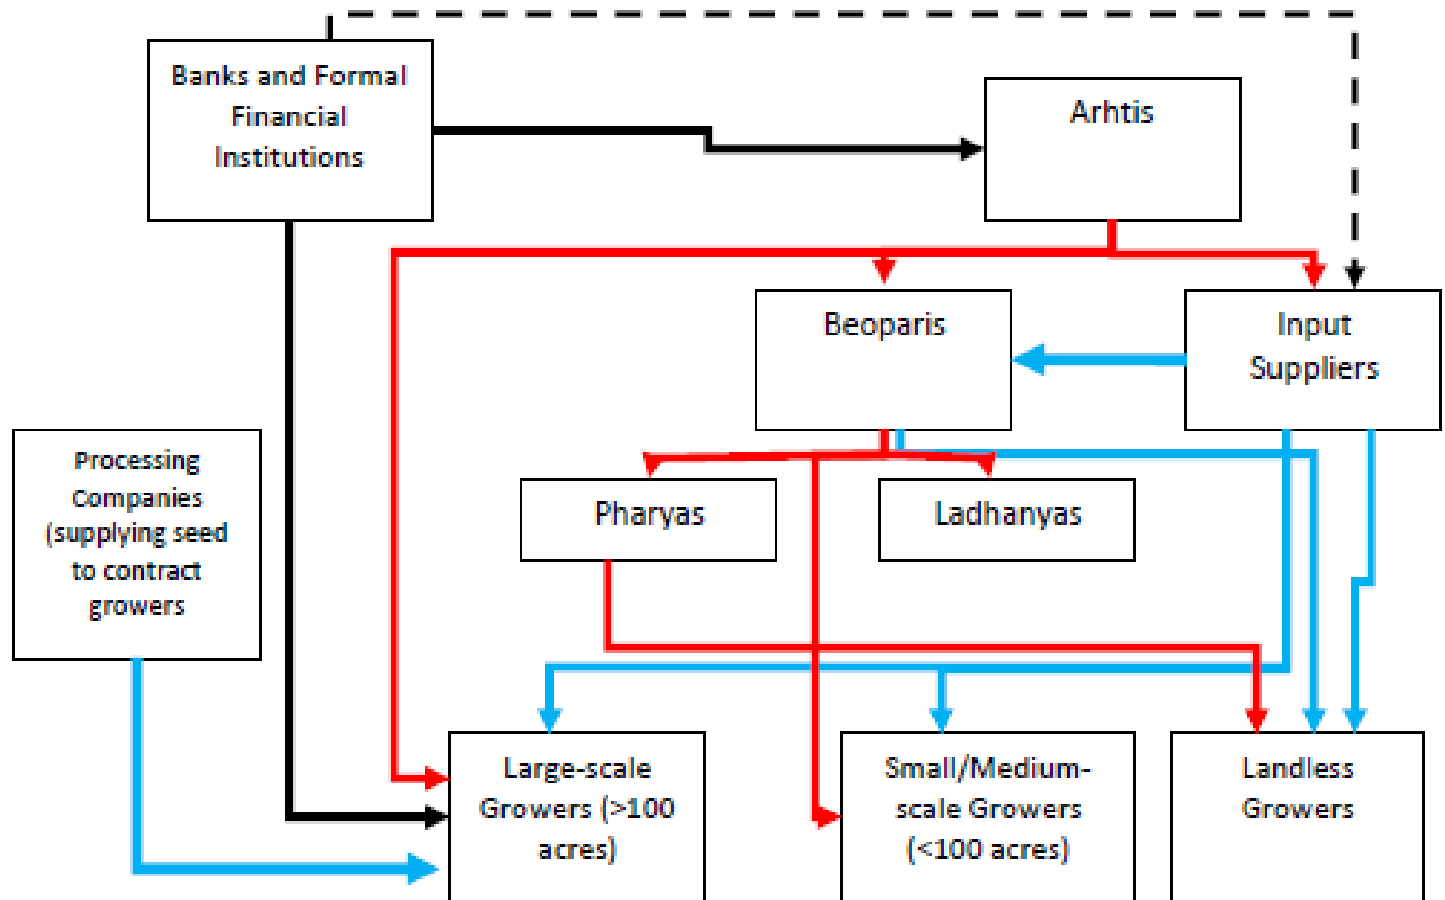 Banks and Formal
Financial
Institutions
Arhtis
Beoparis
Input
Suppliers
Processing
Companies
(supplying seed
to contract
growers
Pharyas
Ladhanyas
Large-scale
Growers (>100
acres)
Small/Medium-
scale Growers
(<100 acres)
Landless
Growers